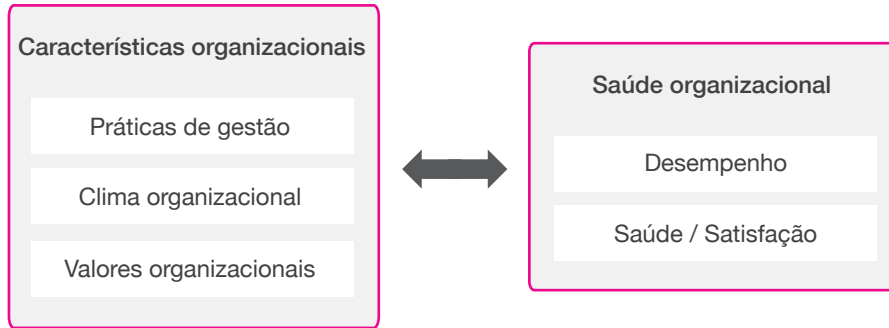 Características organizacionais
Práticas de gestão
Clima organizacional
Valores organizacionais
Saúde organizacional
Desempenho
Saúde / Satisfação